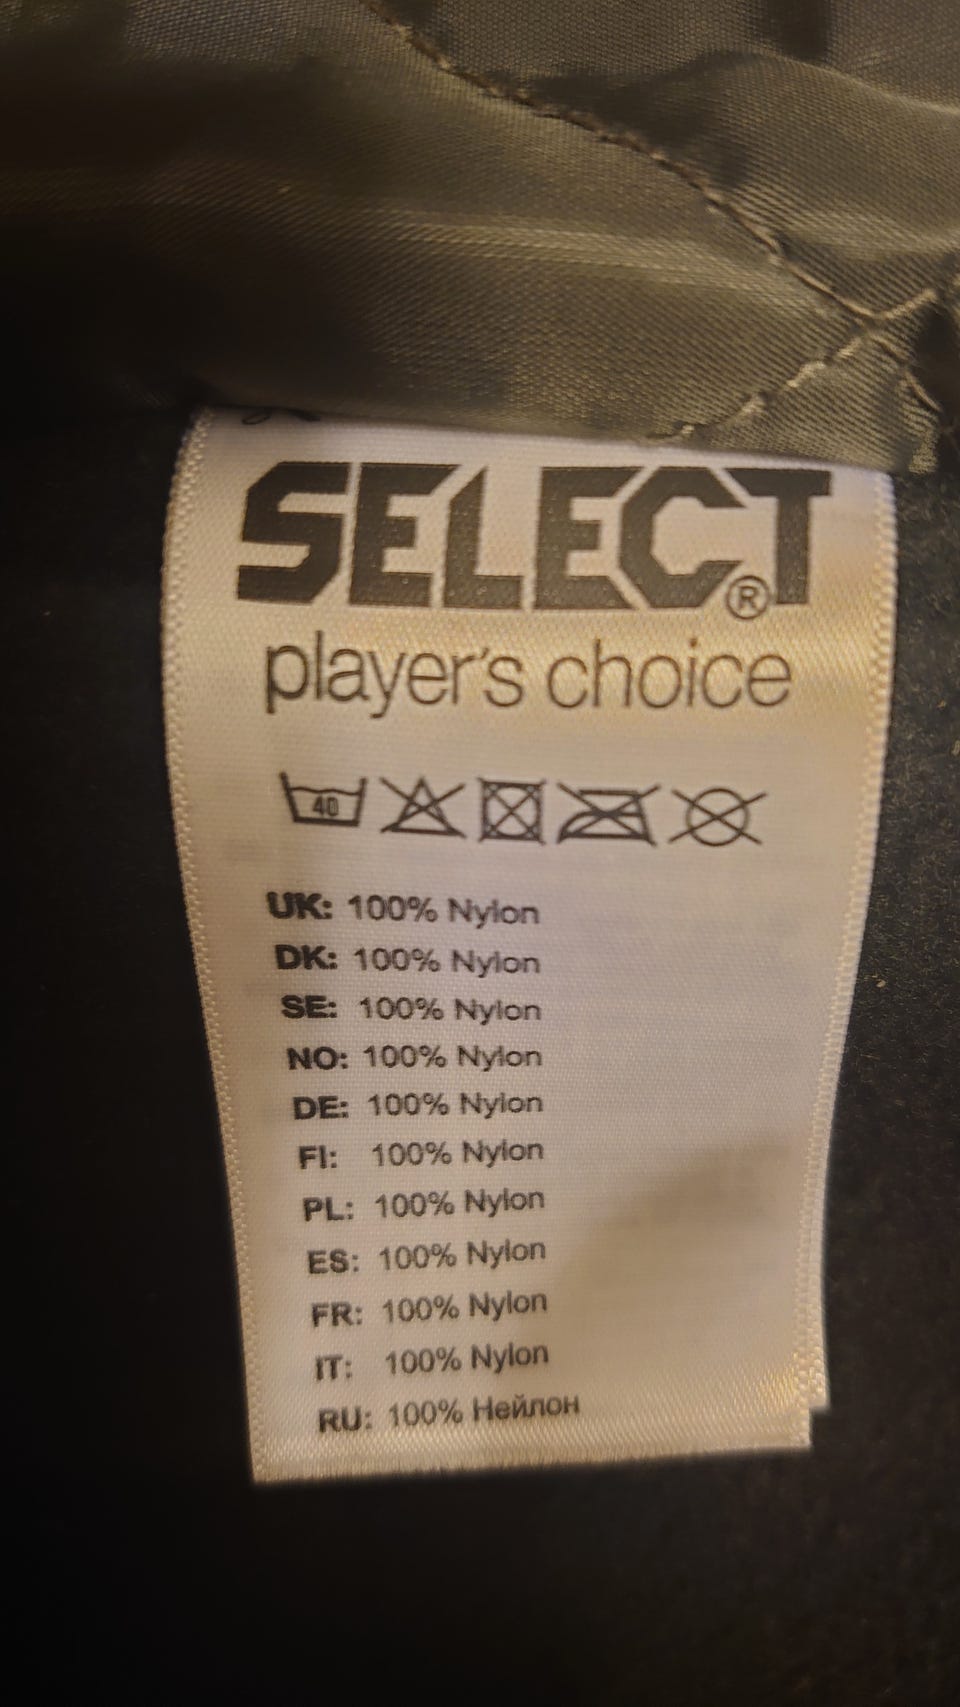 SELECT®
player's choice
40
UK: 100% Nylon
DK: 100% Nylon
SE: 100% Nylon
NO: 100% Nylon
DE: 100% Nylon
FI: 100% Nylon
PL: 100% Nylon
ES: 100% Nylon
FR: 100% Nylon
IT: 100% Nylon
RU: 100% Нейлон